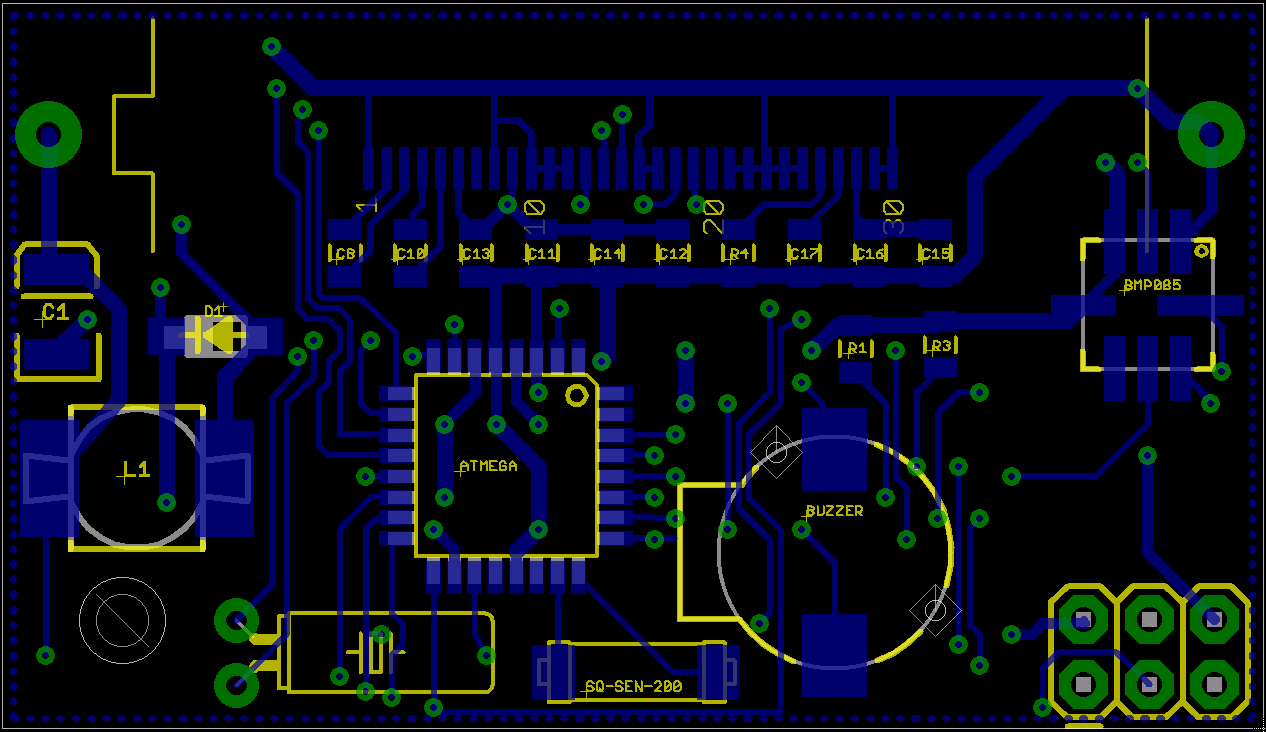 1
10
20
30
C8
C10
C13
C11
C14
C12
R4
C17
C16
C15
BMP085
C1
D1
R1
R3
ATMEGA
L1
BUZZER
SQ-SEN-200